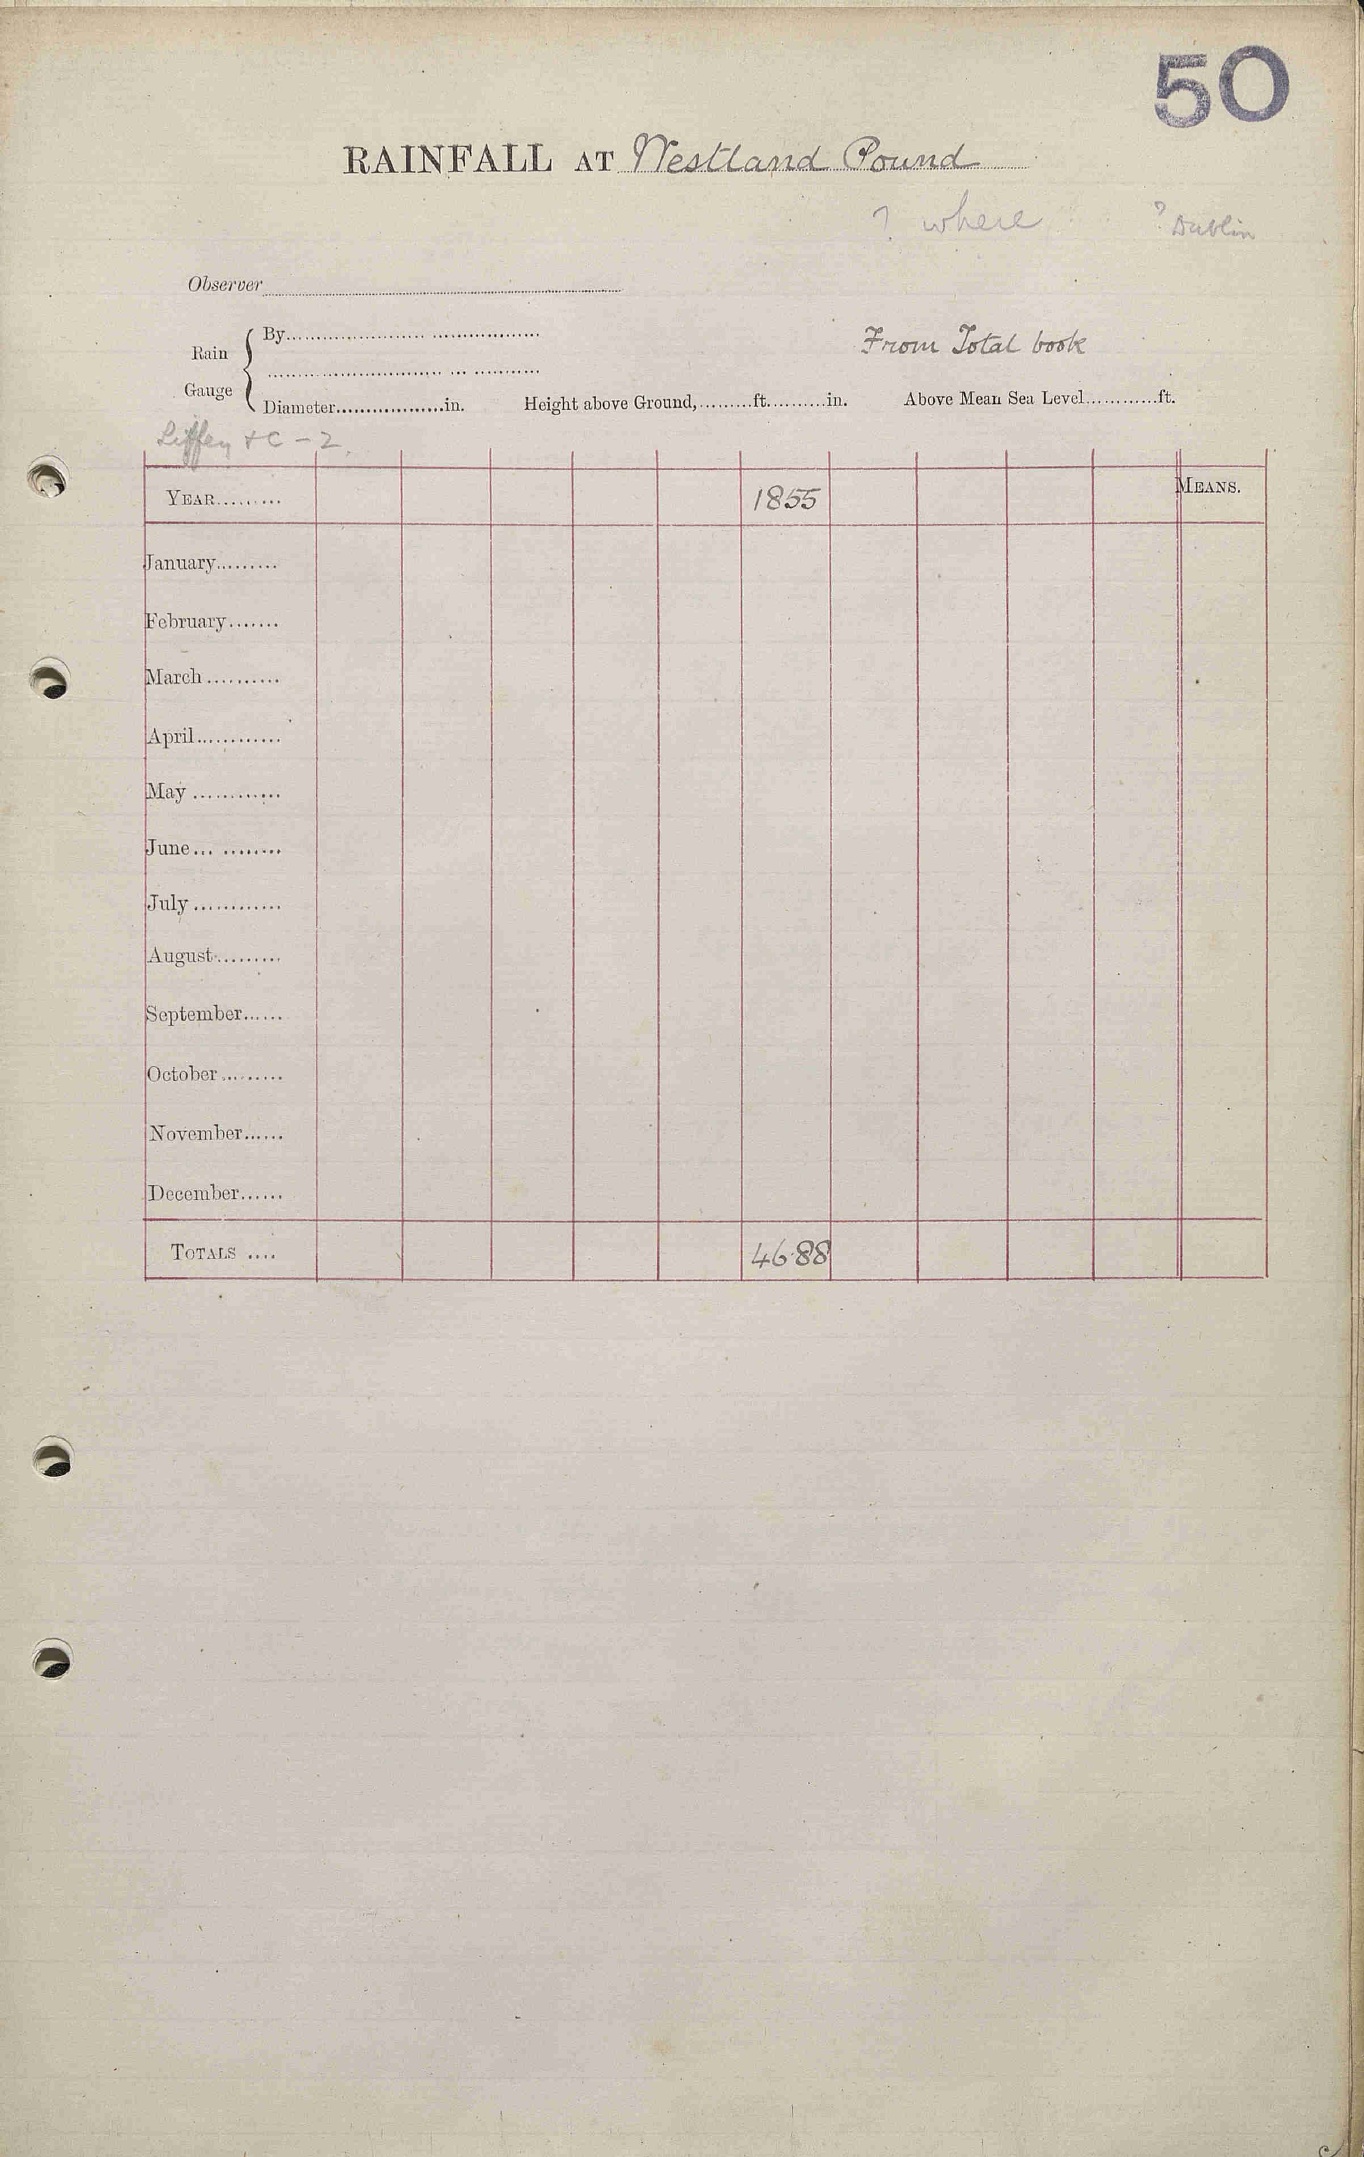 50
RAINFALL AT Westland Pound
? where ? Dublin
Observer
Rain Gauge { By
From Total book
Diameter..................in. Height above Ground,.........ft..........in. Above Mean Sea Level............ft.
Liffey + C - 2.
YEAR......... 1855 MEANS.
January.........
February.......
March..........
April............
May ............
June... ........
July............
August.........
September......
October.........
November......
December......
TOTALS .... 46·88